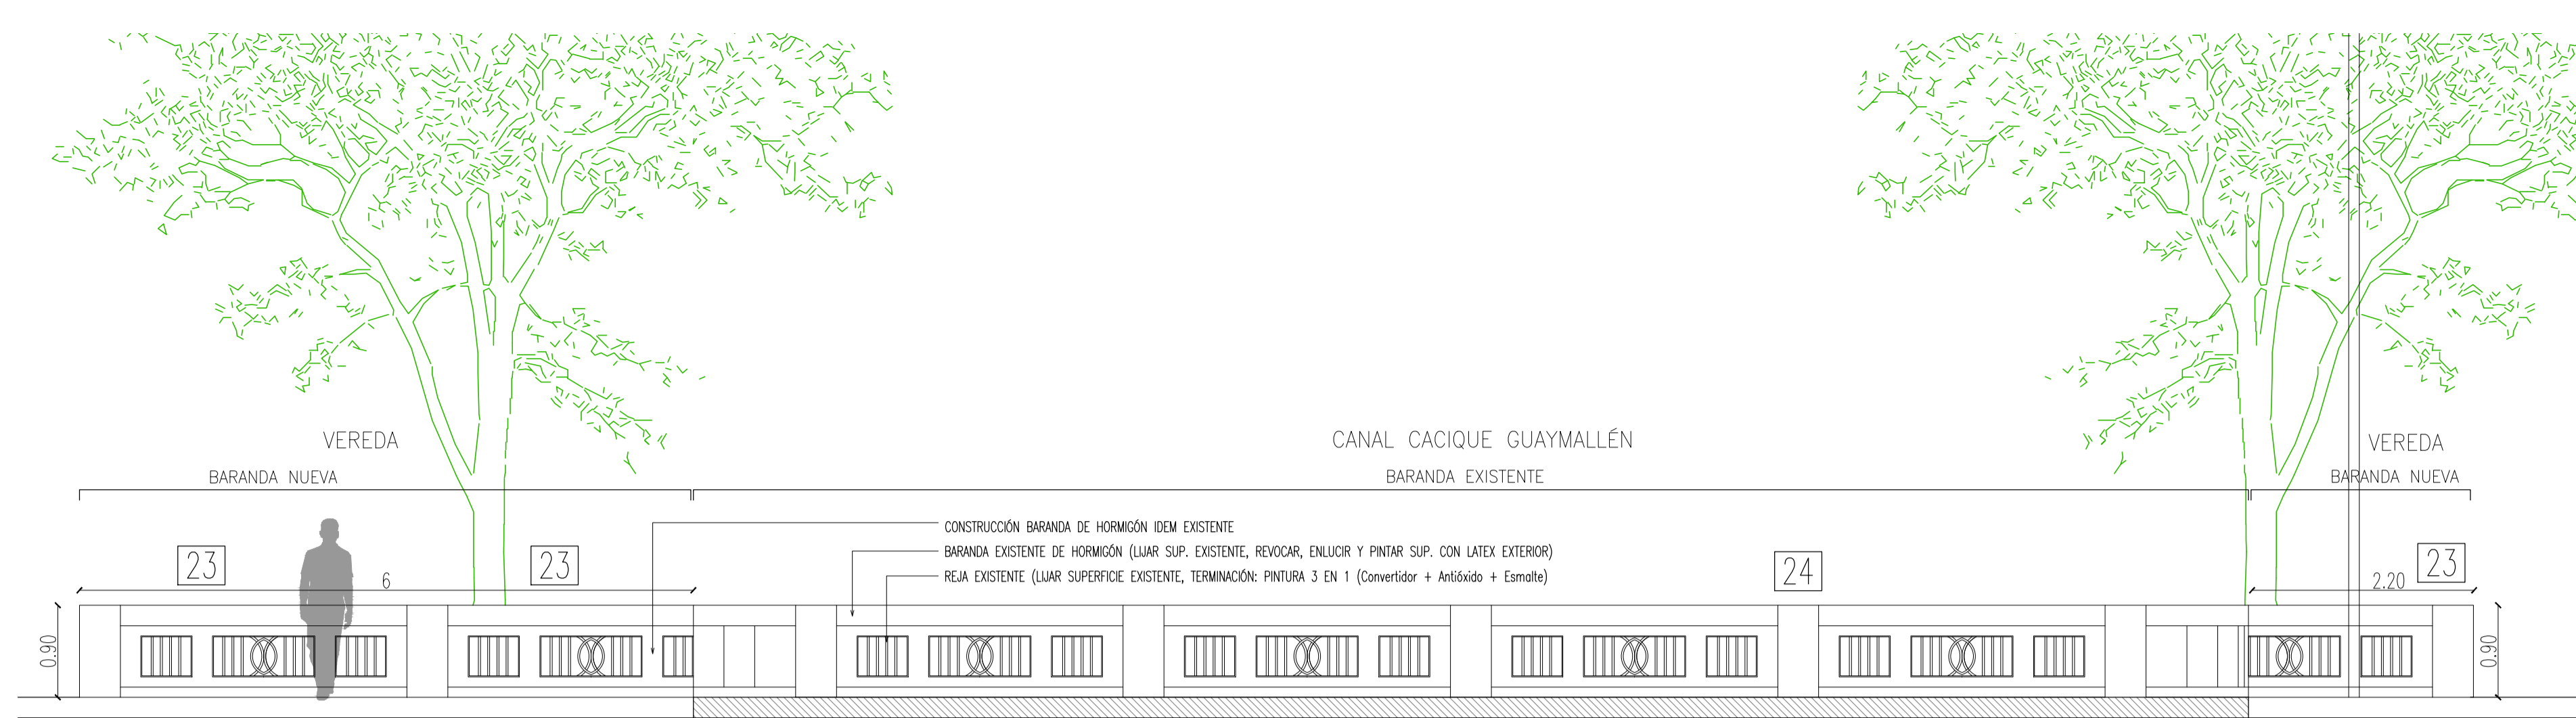 VEREDA
CANAL CACIQUE GUAYMALLÉN
VEREDA
BARANDA NUEVA
BARANDA EXISTENTE
BARANDA NUEVA
CONSTRUCCIÓN BARANDA DE HORMIGÓN IDEM EXISTENTE
BARANDA EXISTENTE DE HORMIGÓN (LIJAR SUP. EXISTENTE, REVOCAR, ENLUCIR Y PINTAR SUP. CON LATEX EXTERIOR)
REJA EXISTENTE (LIJAR SUPERFICIE EXISTENTE, TERMINACIÓN: PINTURA 3 EN 1 (Convertidor + Antióxido + Esmalte)
23
23
24
23
6
2.20
0.90
0.90